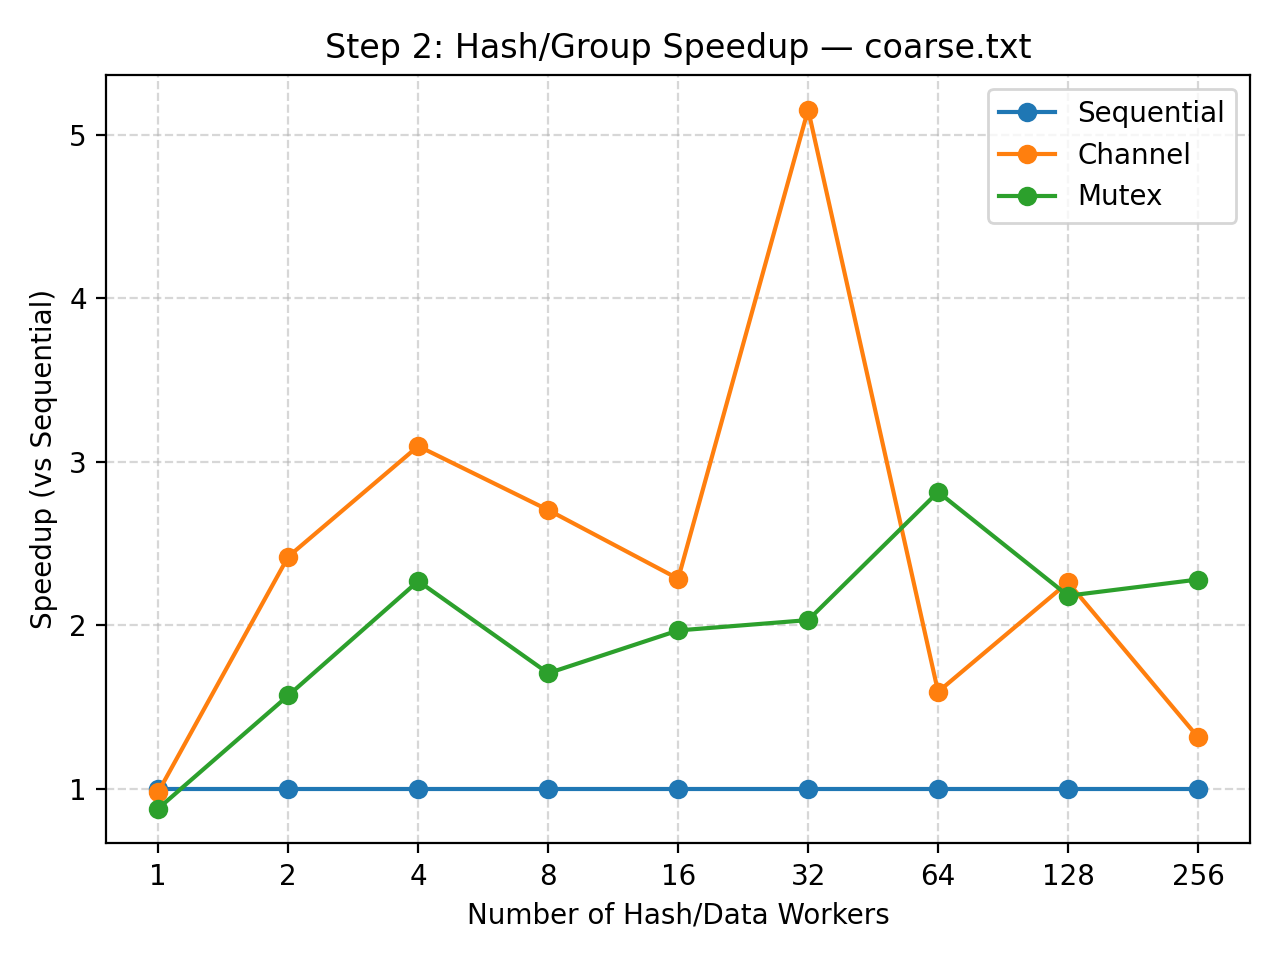 Step 2: Hash/Group Speedup — coarse.txt
Sequential
Channel
Mutex
Speedup (vs Sequential)
5
4
3
2
1
1 2 4 8 16 32 64 128 256
Number of Hash/Data Workers